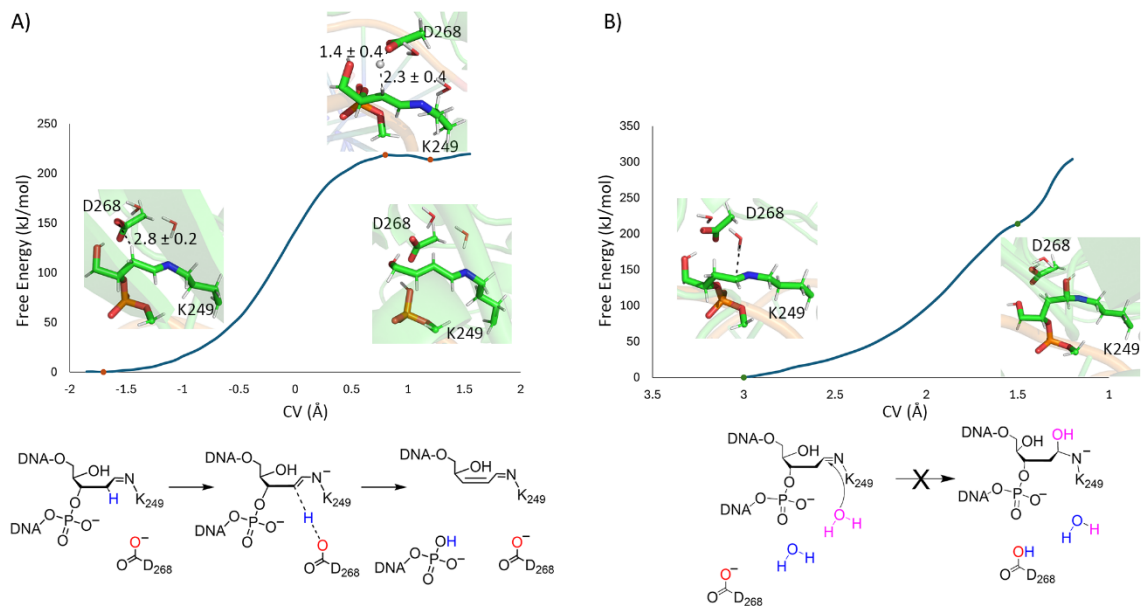 A)
D268
1.4 ± 0.4
2.3 ± 0.4
K249
250
200
150
100
50
0
Free Energy (kJ/mol)
D268
2.8 ± 0.2
K249
D268
K249
-2 -1.5 -1 -0.5 0 0.5 1 1.5 2
CV (Å)
DNA-O OH N K249 H
O O
DNA O P O− O
O− O D268
DNA-O OH N− K249
O H
DNA O P O− O
O O D268
DNA-O OH N K249
OH
DNA O P O− O
O− O D268
B)
350
300
250
200
150
100
50
0
Free Energy (kJ/mol)
D268
K249
D268
K249
3.5 3 2.5 2 1.5 1
CV (Å)
DNA-O OH N K249
O
DNA O P O− O
O H H
O H H
O− O D268
X
DNA-O OH OH N− K249
O
DNA O P O− O
O H H
OH O D268